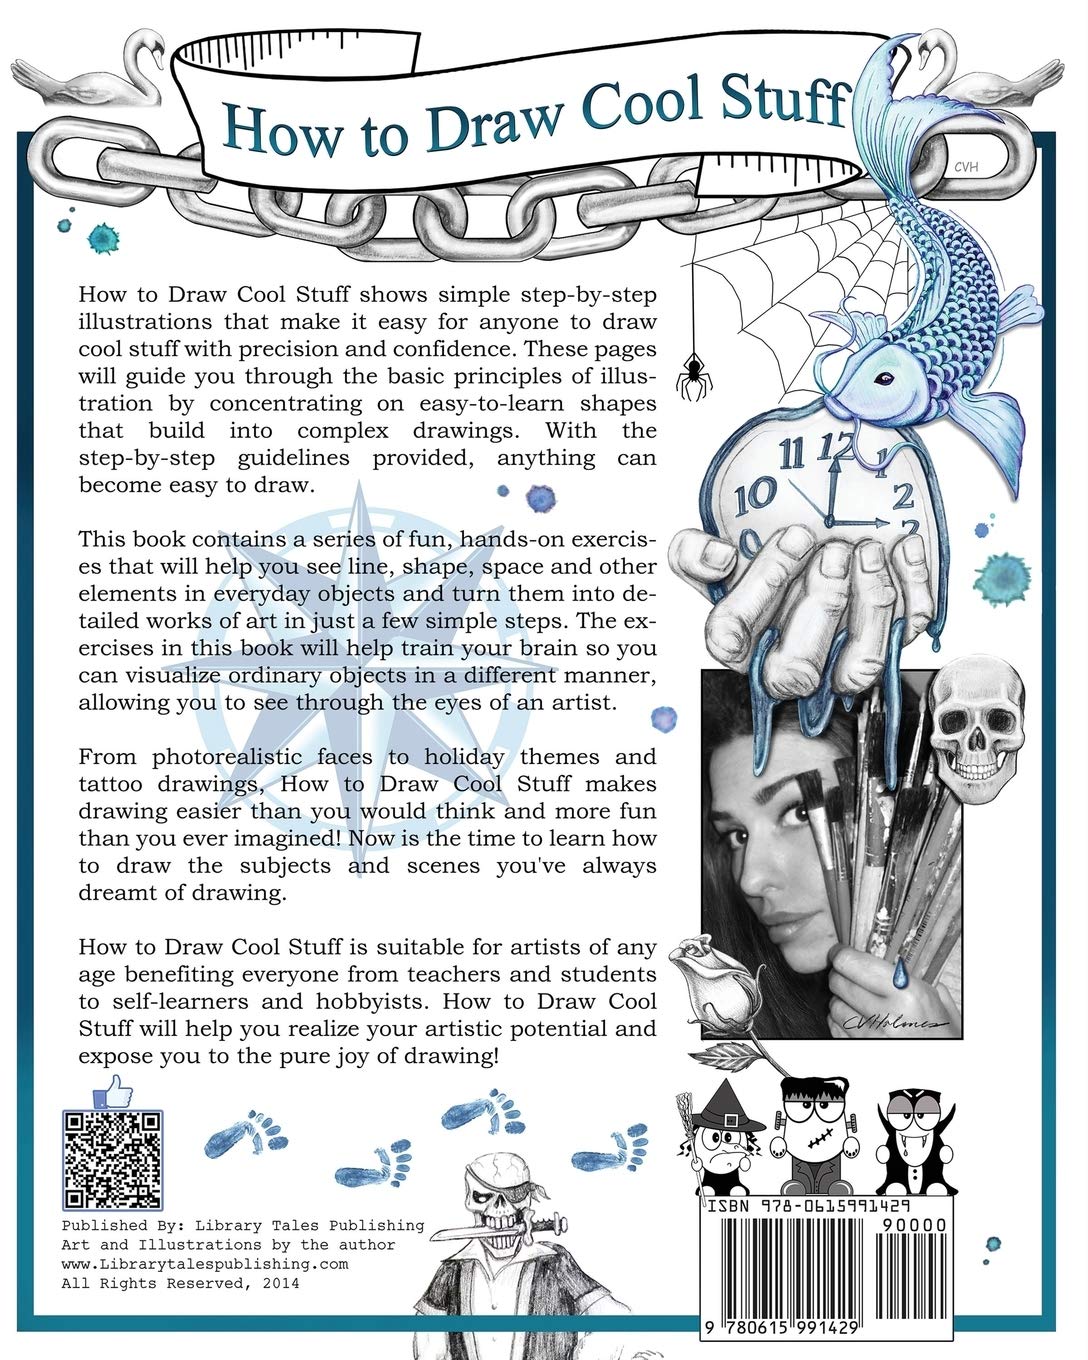 How to Draw Cool Stuff
CVH
How to Draw Cool Stuff shows simple step-by-step
illustrations that make it easy for anyone to draw
cool stuff with precision and confidence. These pages
will guide you through the basic principles of illus-
tration by concentrating on easy-to-learn shapes
that build into complex drawings. With the
step-by-step guidelines provided, anything can
become easy to draw.
This book contains a series of fun, hands-on exercis-
es that will help you see line, shape, space and other
elements in everyday objects and turn them into de-
tailed works of art in just a few simple steps. The ex-
ercises in this book will help train your brain so you
can visualize ordinary objects in a different manner,
allowing you to see through the eyes of an artist.
From photorealistic faces to holiday themes and
tattoo drawings, How to Draw Cool Stuff makes
drawing easier than you would think and more fun
than you ever imagined! Now is the time to learn how
to draw the subjects and scenes you've always
dreamt of drawing.
How to Draw Cool Stuff is suitable for artists of any
age benefiting everyone from teachers and students
to self-learners and hobbyists. How to Draw Cool
Stuff will help you realize your artistic potential and
expose you to the pure joy of drawing!
11 12 1
10 2
9 3
CVHolmes
Published By: Library Tales Publishing
Art and Illustrations by the author
www.Librarytalespublishing.com
All Rights Reserved, 2014
ISBN 978-0615991429
90000
9 780615 991429